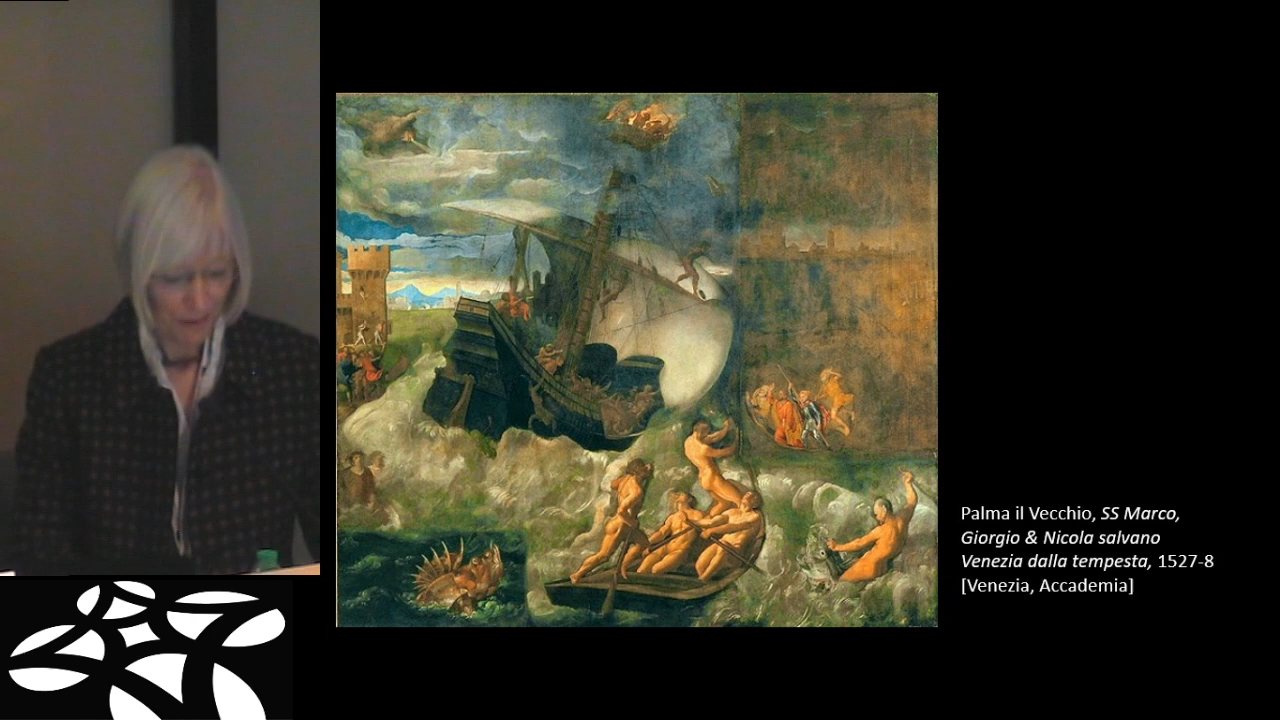 Palma il Vecchio, SS Marco,
Giorgio & Nicola salvano
Venezia dalla tempesta, 1527-8
[Venezia, Accademia]